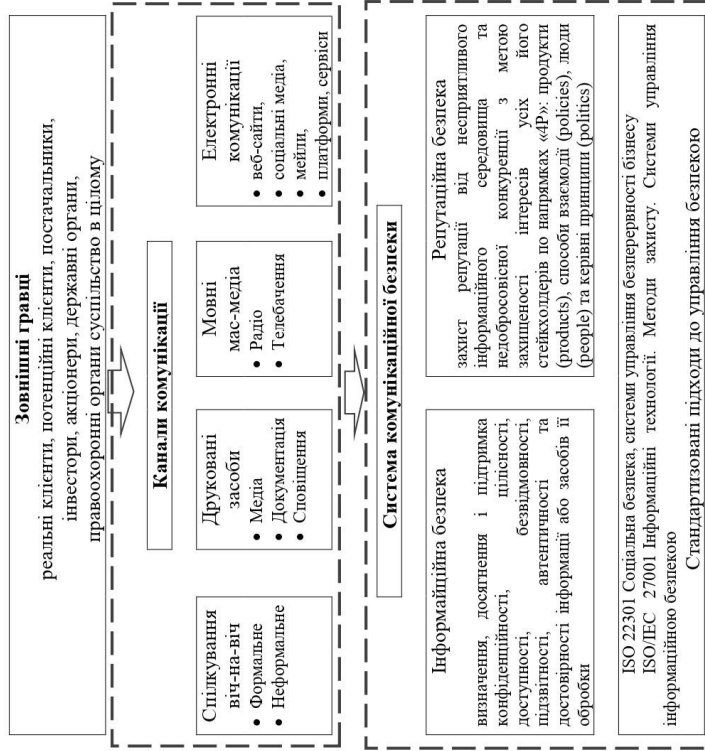 Зовнішні гравці
реальні клієнти, потенційні клієнти, постачальники,
інвестори, акціонери, державні органи,
правоохоронні органи суспільство в цілому
Канали комунікації
Спілкування
віч-на-віч
• Формальне
• Неформальне
Друковані
засоби
• Медіа
• Документація
• Сповіщення
Мовні
мас-медіа
• Радіо
• Телебачення
Електронні
комунікації
• веб-сайти,
• соціальні медіа,
• мейли,
• платформи, сервіси
Система комунікаційної безпеки
Інформайційна безпека
визначення, досягнення і підтримка
конфіденційності, цілісності,
доступності, безвідмовності,
підзвітності, автентичності та
достовірності інформації або засобів її
обробки
Репутаційна безпека
захист репутації від несприятливого
інформаційного середовища та
недобросовісної конкуренції з метою
захищеності інтересів усіх його
стейкхолдерів по напрямках «4Р»: продукти
(products), способи взаємодії (policies), люди
(people) та керівні принципи (politics)
ISO 22301 Соціальна безпека, системи управління безперервності бізнесу
ISO/IEC 27001 Інформаційні технології. Методи захисту. Системи управління
інформаційною безпекою
Стандартизовані підходи до управління безпекою